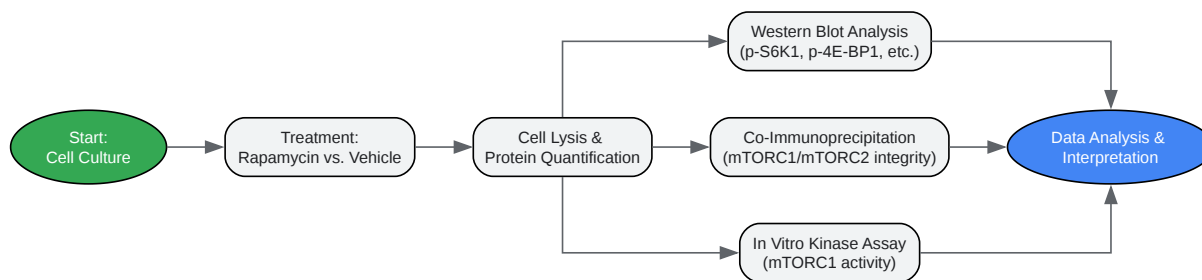 Start:
Cell Culture
Treatment:
Rapamycin vs. Vehicle
Cell Lysis &
Protein Quantification
Western Blot Analysis
(p-S6K1, p-4E-BP1, etc.)
Co-Immunoprecipitation
(mTORC1/mTORC2 integrity)
In Vitro Kinase Assay
(mTORC1 activity)
Data Analysis &
Interpretation